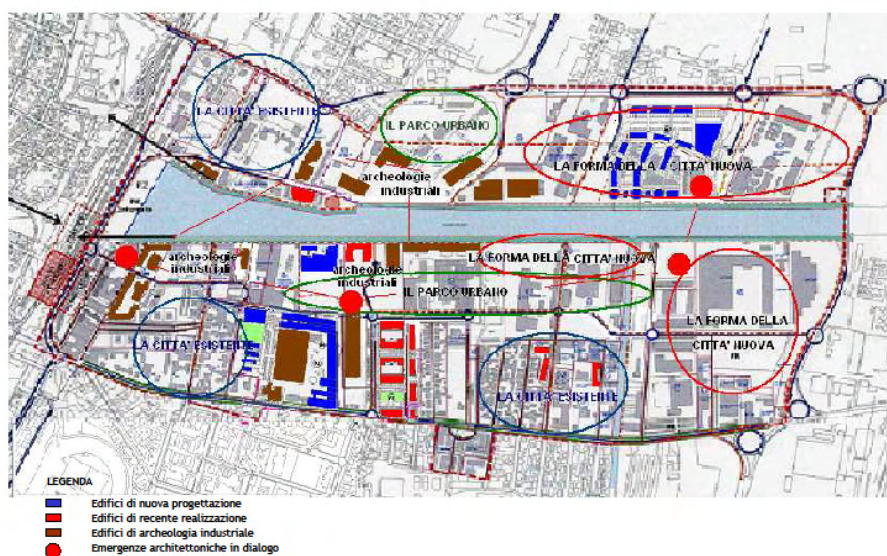 LA CITTA' ESISTENTE
IL PARCO URBANO
archeologie
industriali
LA FORMA DELLA CITTA' NUOVA
archeologie
industriali
archeologie
industriali
LA FORMA DELLA CITTA' NUOVA
IL PARCO URBANO
LA FORMA DELLA
CITTA' NUOVA
LA CITTA' ESISTENTE
LA CITTA' ESISTENTE
LEGENDA
Edifici di nuova progettazione
Edifici di recente realizzazione
Edifici di archeologia industriale
Emergenze architettoniche in dialogo